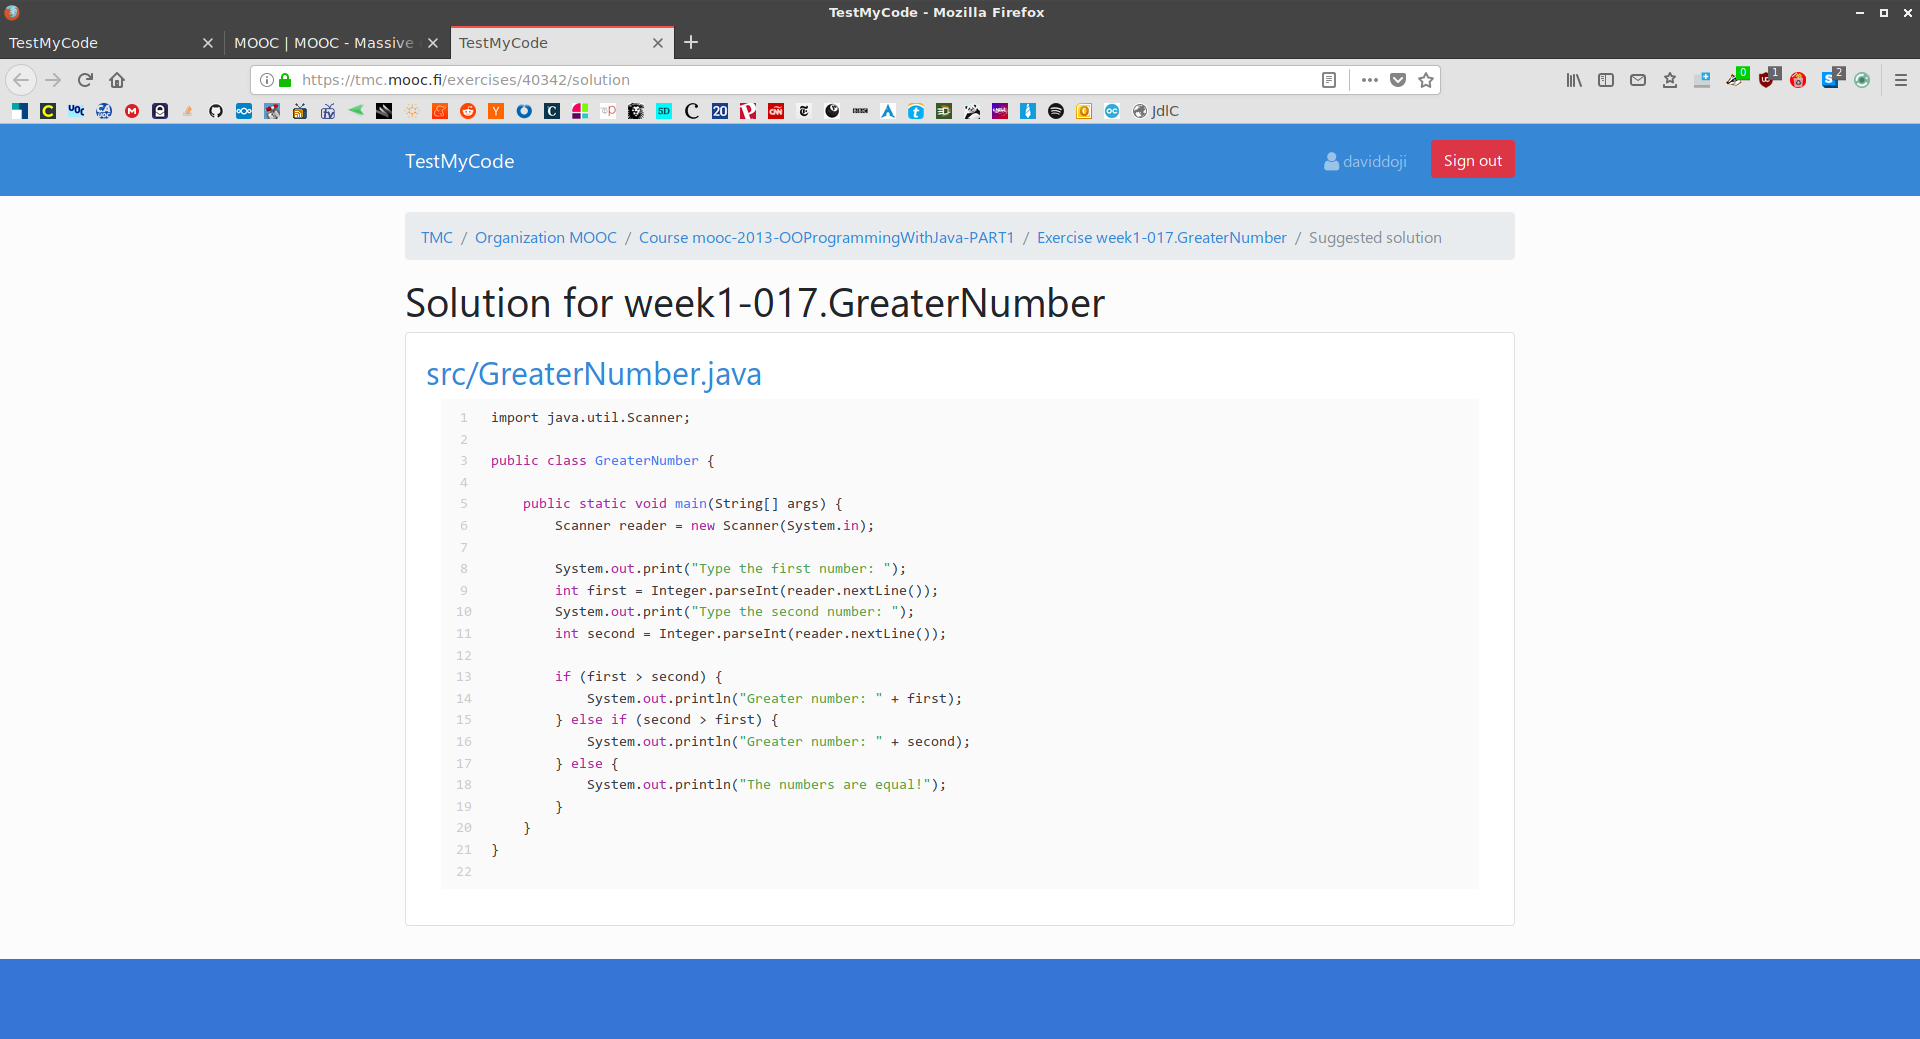 TestMyCode - Mozilla Firefox
TestMyCode
MOOC | MOOC - Massive
TestMyCode
https://tmc.mooc.fi/exercises/40342/solution
0
1
2
JdlC
TestMyCode
daviddoji
Sign out
TMC / Organization MOOC / Course mooc-2013-OOProgrammingWithJava-PART1 / Exercise week1-017.GreaterNumber / Suggested solution
Solution for week1-017.GreaterNumber
src/GreaterNumber.java
1 import java.util.Scanner;
2
3 public class GreaterNumber {
4
5     public static void main(String[] args) {
6         Scanner reader = new Scanner(System.in);
7
8         System.out.print("Type the first number: ");
9         int first = Integer.parseInt(reader.nextLine());
10         System.out.print("Type the second number: ");
11         int second = Integer.parseInt(reader.nextLine());
12
13         if (first > second) {
14             System.out.println("Greater number: " + first);
15         } else if (second > first) {
16             System.out.println("Greater number: " + second);
17         } else {
18             System.out.println("The numbers are equal!");
19         }
20     }
21 }
22